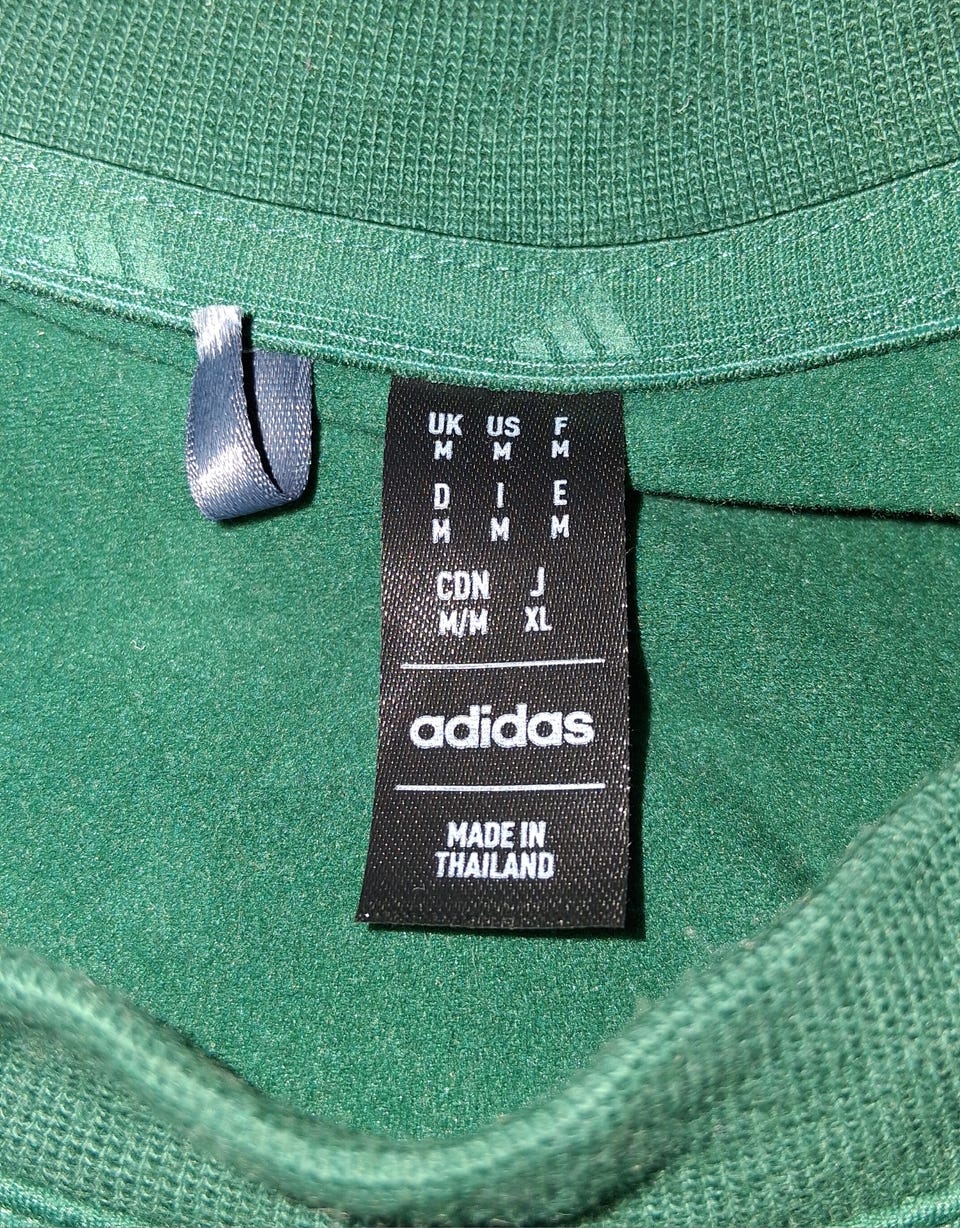 UK US F
M M M
D I E
M M M
CDN J
M/M XL
adidas
MADE IN
THAILAND